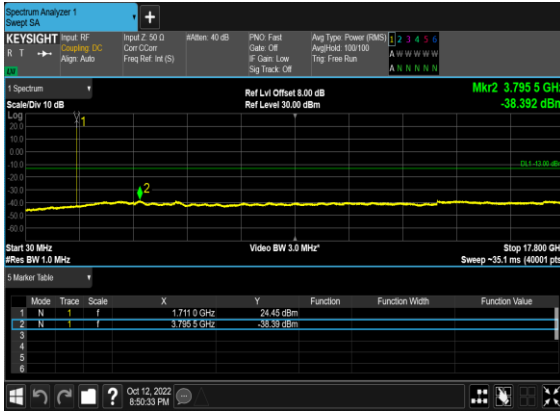 Spectrum Analyzer 1
Swept SA
+
KEYSIGHT Input: RF Input Z: 50 Ω #Atten: 40 dB PNO: Fast Avg Type: Power (RMS) 1 2 3 4 5 6
R T Coupling: DC Corr CCorr Gate: Off Avg|Hold: 100/100 A W W W W W
Align: Auto Freq Ref: Int (S) IF Gain: Low Trig: Free Run
LXI Sig Track: Off A N N N N N
1 Spectrum Ref Lvl Offset 8.00 dB Mkr2 3.795 5 GHz
Scale/Div 10 dB Ref Level 30.00 dBm -38.392 dBm
Log
1
20.0
10.0
0.00
-10.0 DL1 -13.00 dBm
-20.0
-30.0
2
-40.0
-50.0
-60.0
Start 30 MHz Video BW 3.0 MHz* Stop 17.800 GH
#Res BW 1.0 MHz Sweep ~35.1 ms (40001 pts
5 Marker Table
Mode Trace Scale X Y Function Function Width Function Value
1 N 1 f 1.711 0 GHz 24.45 dBm
2 N 1 f 3.795 5 GHz -38.39 dBm
3
4
5
6
? Oct 12, 2022
8:50:33 PM